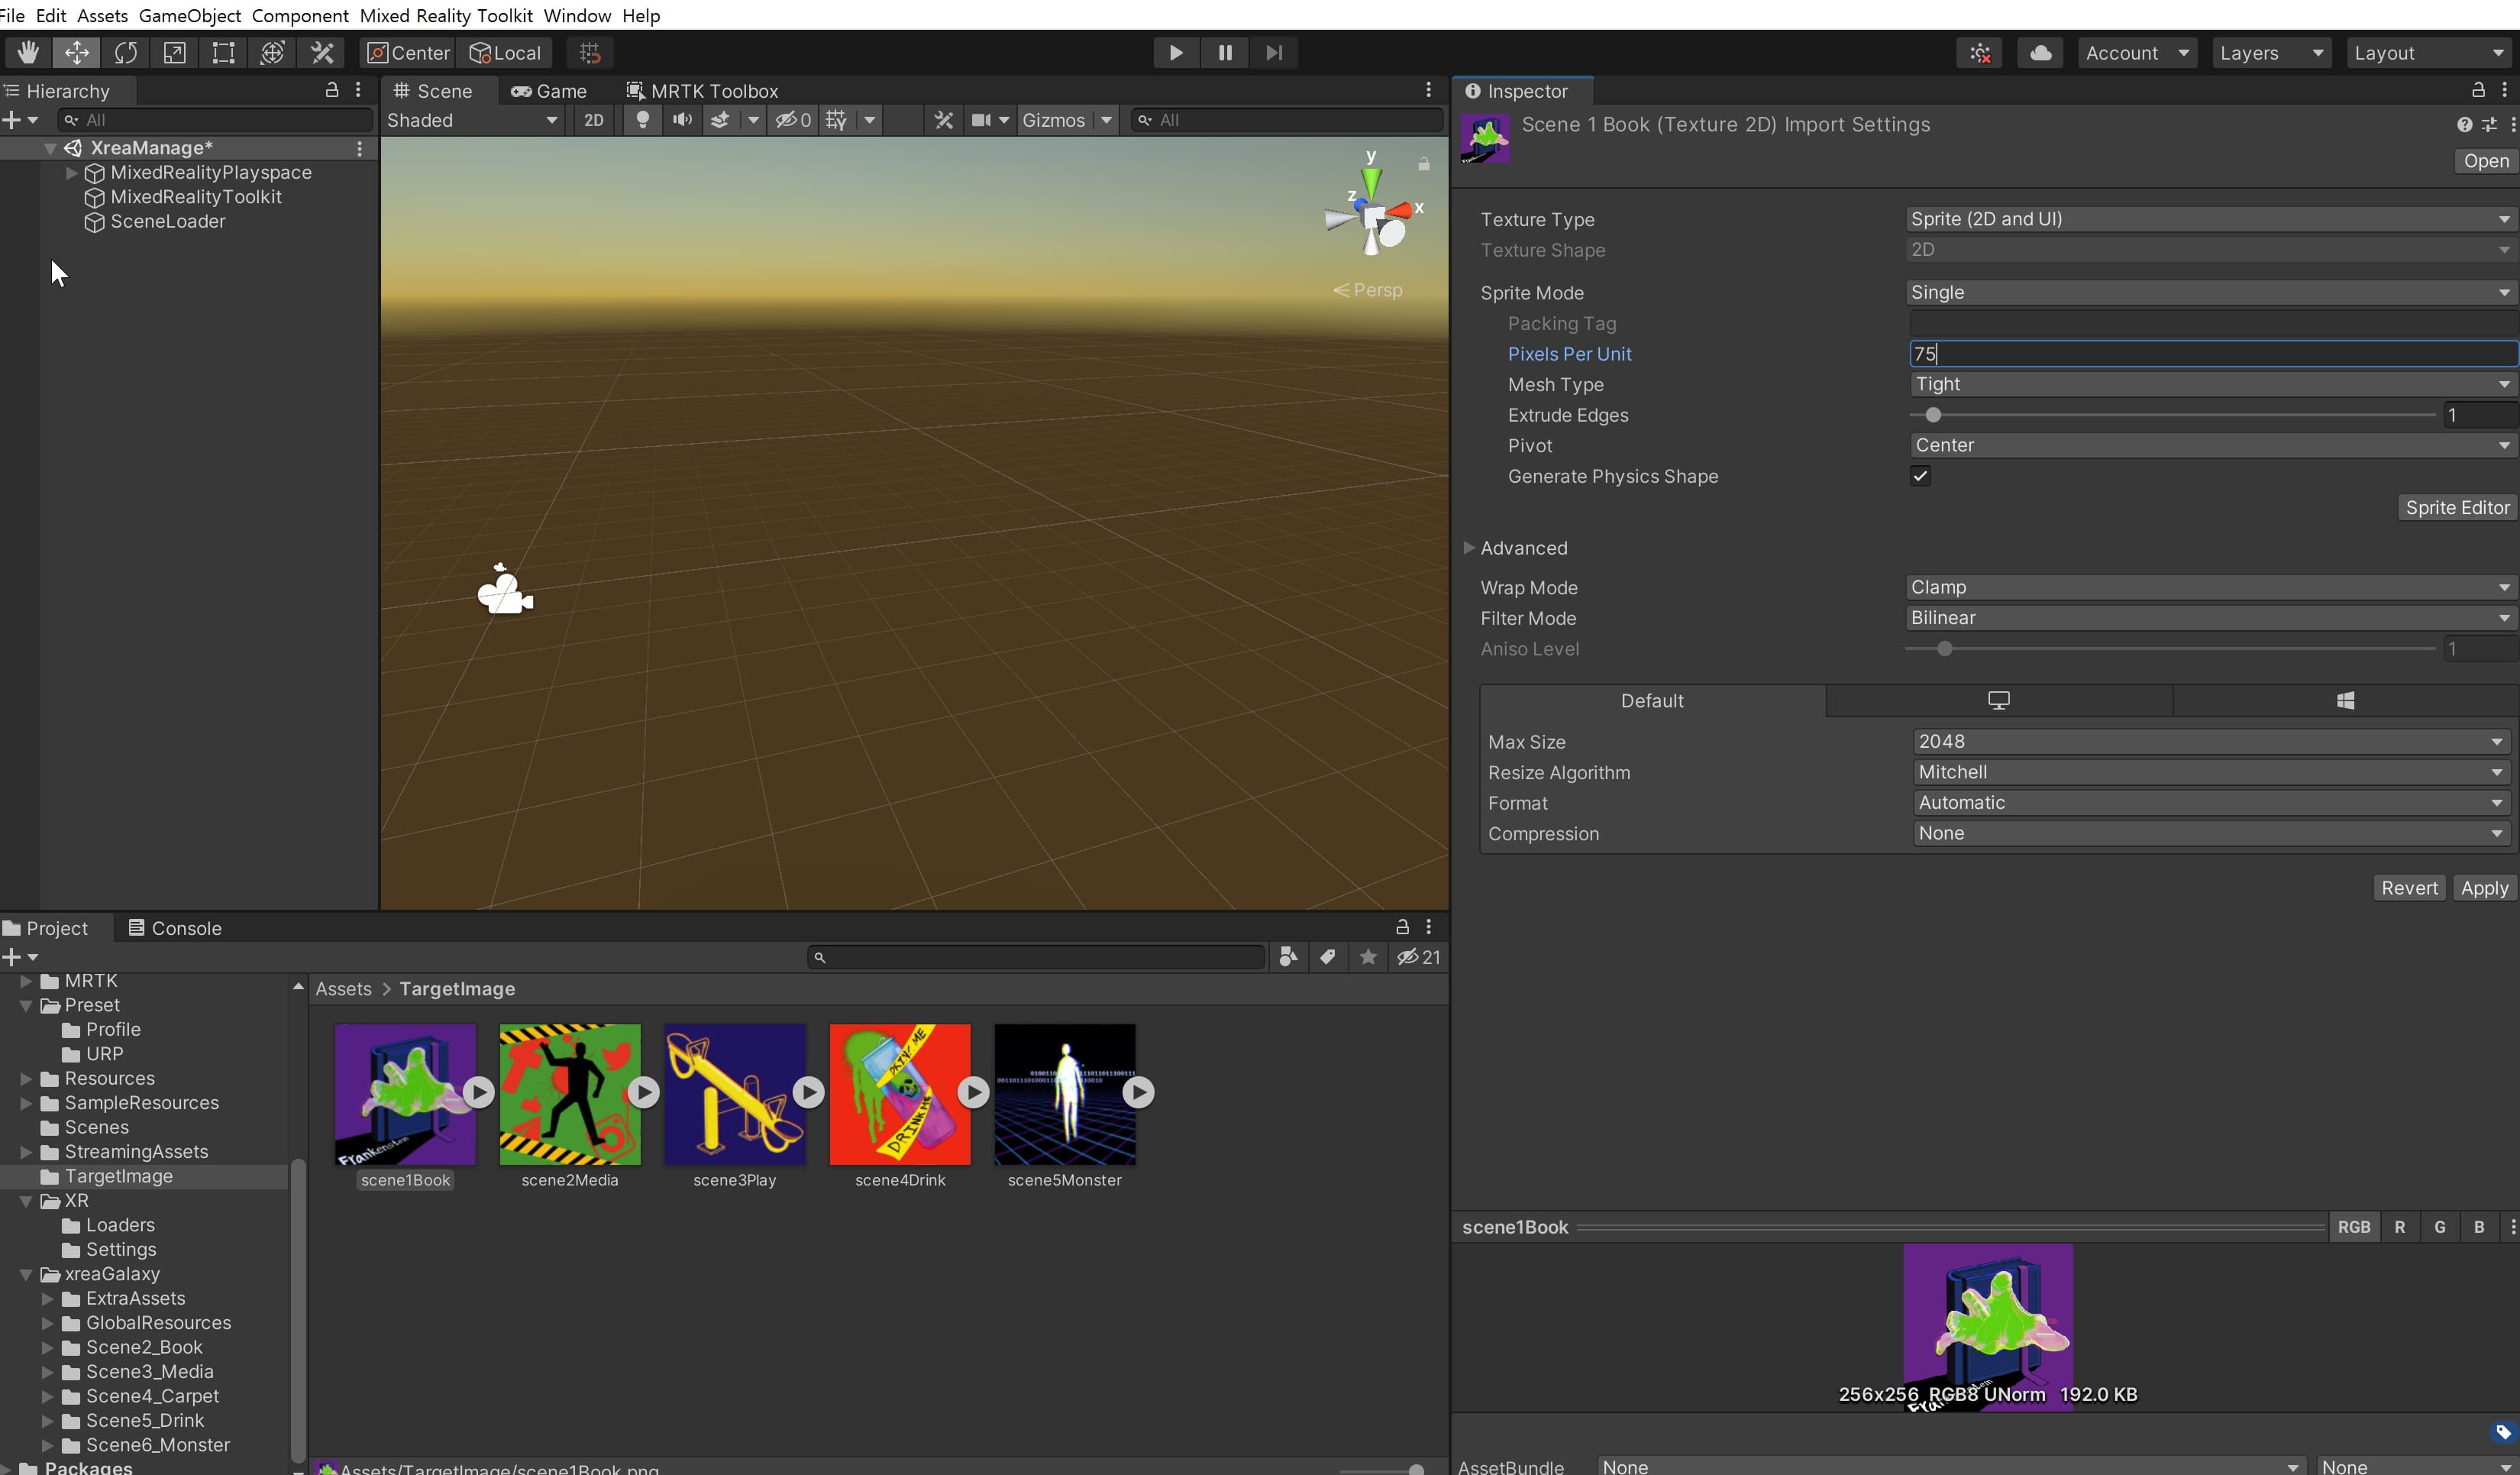 File Edit Assets GameObject Component Mixed Reality Toolkit Window Help
Center Local Account Layers Layout
Hierarchy
All
XreaManage*
MixedRealityPlayspace
MixedRealityToolkit
SceneLoader
Scene Game MRTK Toolbox
Shaded 2D 0 Gizmos All
y
z x
Persp
Inspector
Scene 1 Book (Texture 2D) Import Settings
Open
Texture Type Sprite (2D and UI)
Texture Shape 2D
Sprite Mode Single
Packing Tag
Pixels Per Unit 75
Mesh Type Tight
Extrude Edges 1
Pivot Center
Generate Physics Shape
Sprite Editor
Advanced
Wrap Mode Clamp
Filter Mode Bilinear
Aniso Level 1
Default
Max Size 2048
Resize Algorithm Mitchell
Format Automatic
Compression None
Revert Apply
Project Console
21
MRTK
Preset
Profile
URP
Resources
SampleResources
Scenes
StreamingAssets
TargetImage
XR
Loaders
Settings
xreaGalaxy
ExtraAssets
GlobalResources
Scene2_Book
Scene3_Media
Scene4_Carpet
Scene5_Drink
Scene6_Monster
Packages
Assets > TargetImage
Frankenstein
DRINK ME
DRINK ME
scene1Book scene2Media scene3Play scene4Drink scene5Monster
Assets/TargetImage/scene1Book.png
scene1Book RGB R G B
256x256 RGB8 UNorm 192.0 KB
AssetBundle None None